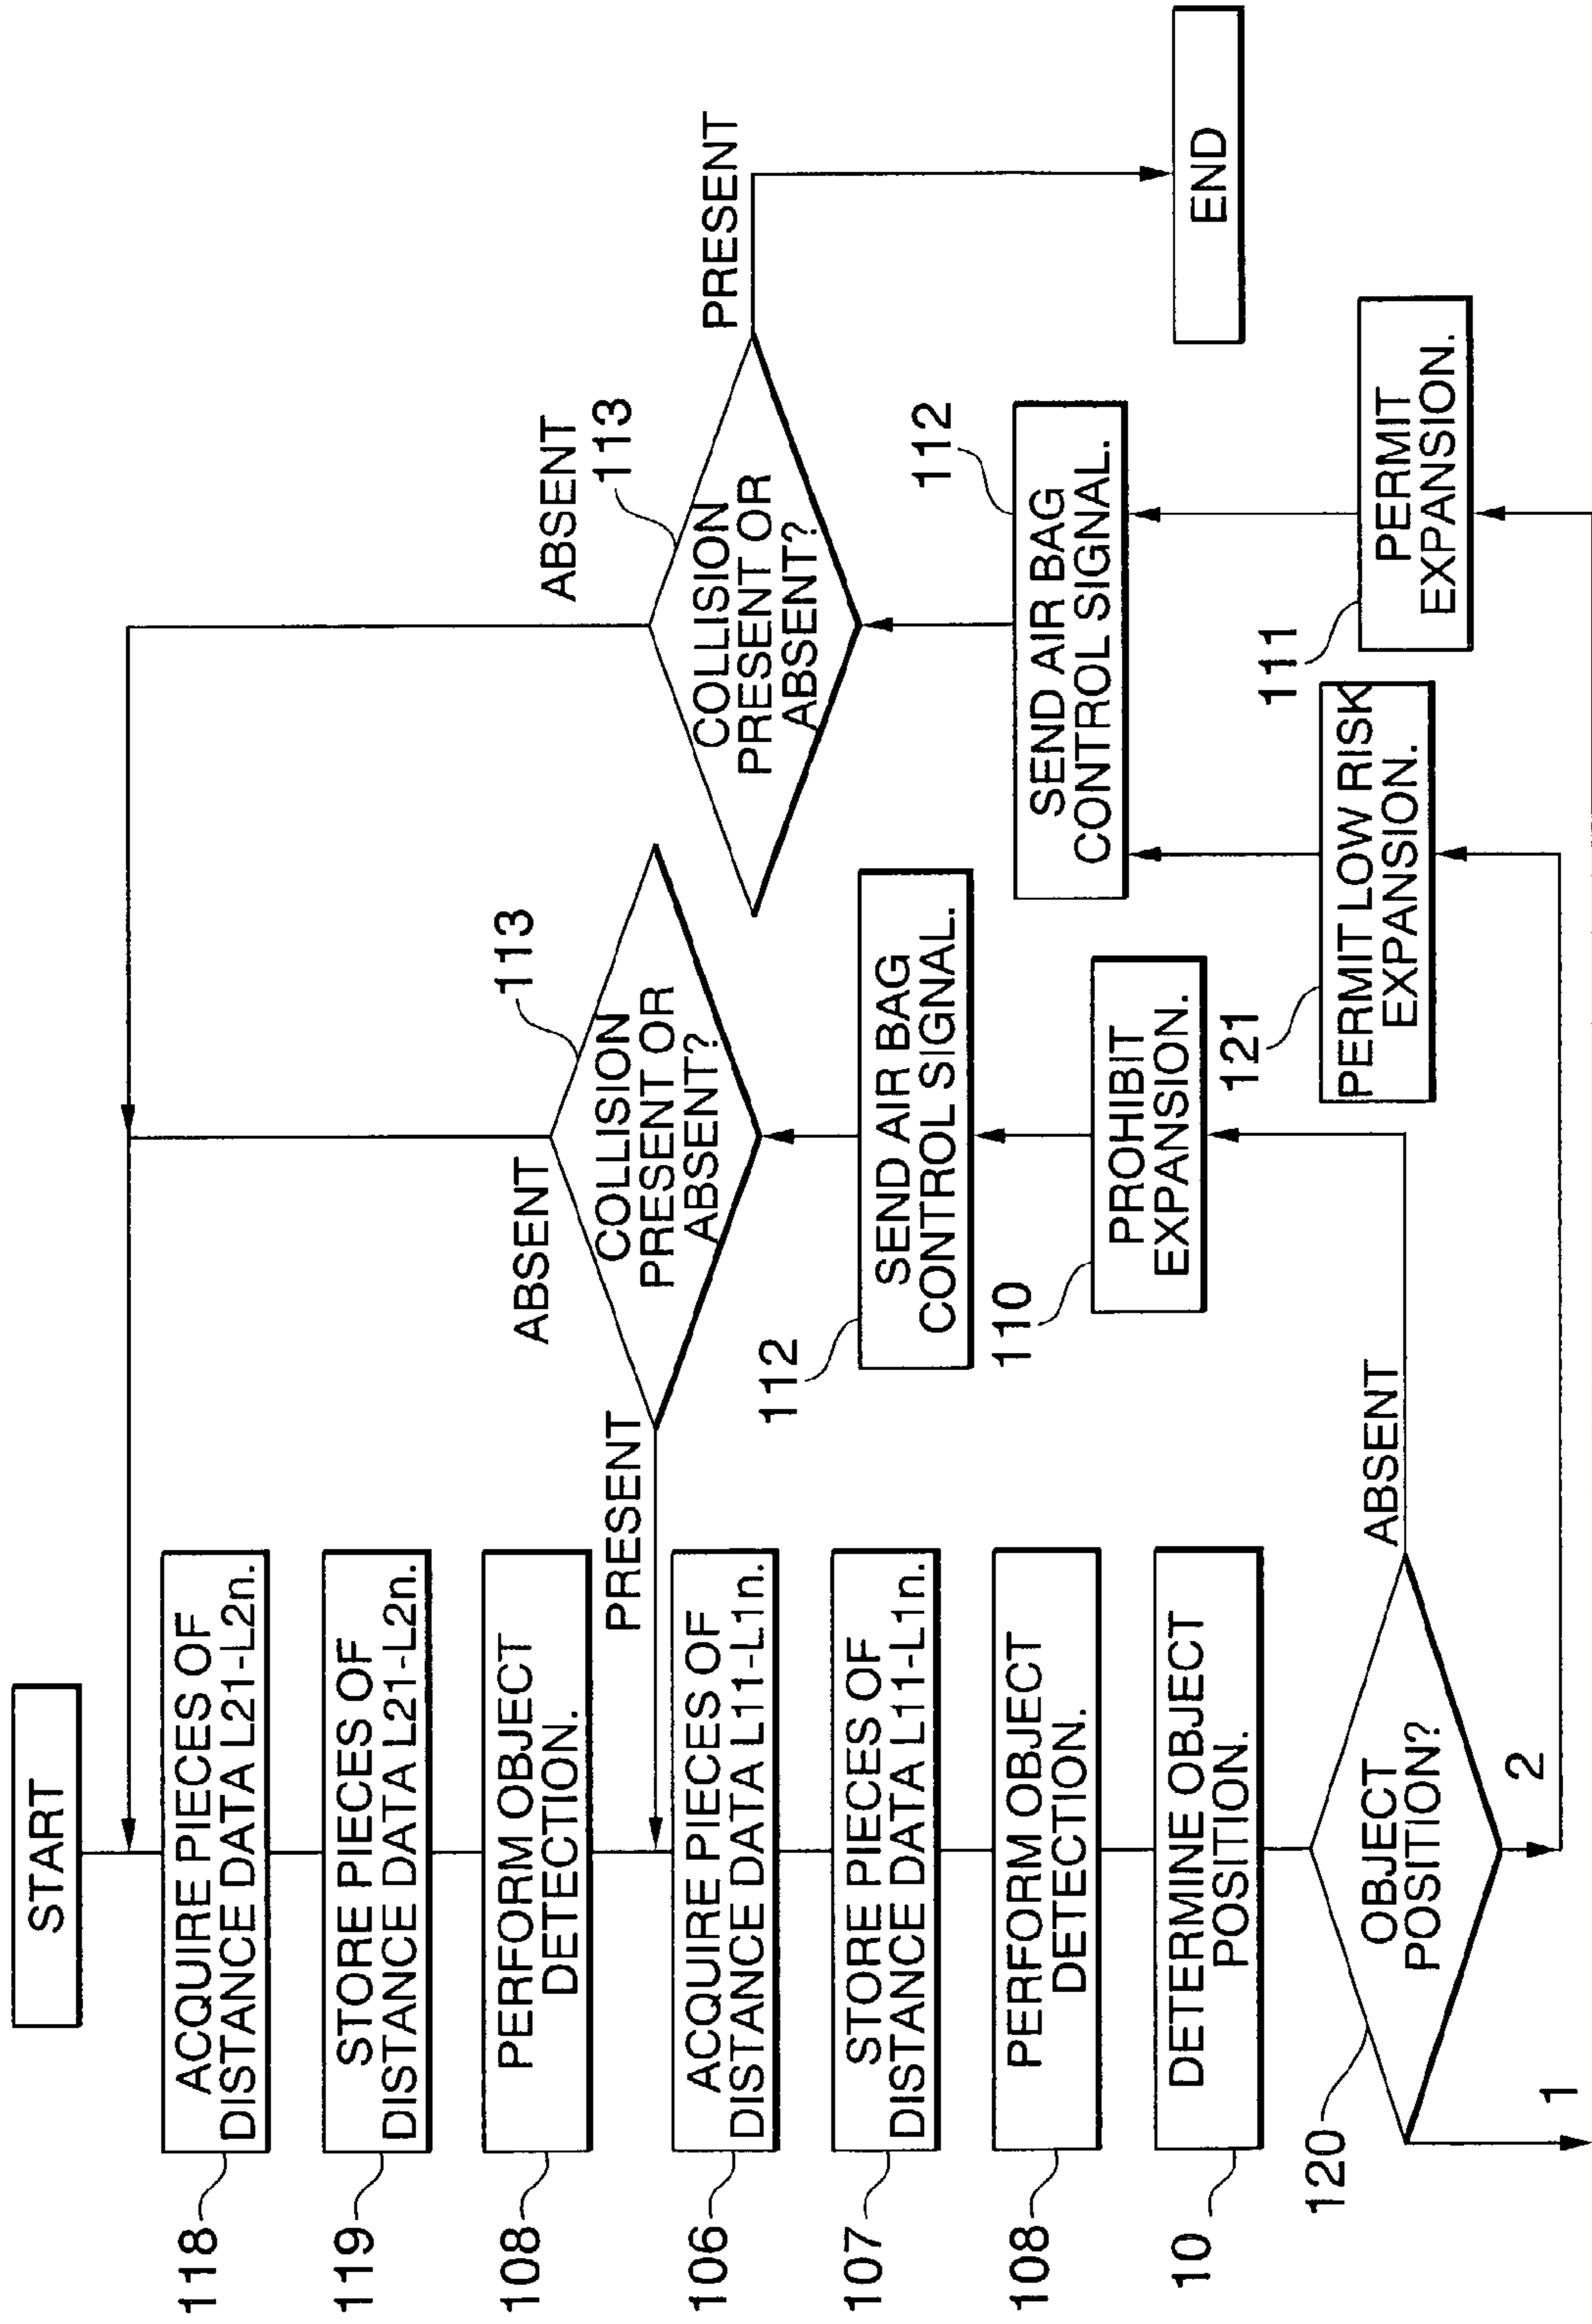 START
118
ACQUIRE PIECES OF
DISTANCE DATA L21-L2n.
119
STORE PIECES OF
DISTANCE DATA L21-L2n.
108
PERFORM OBJECT
DETECTION.
106
ACQUIRE PIECES OF
DISTANCE DATA L11-L1n.
107
STORE PIECES OF
DISTANCE DATA L11-L1n.
108
PERFORM OBJECT
DETECTION.
10
DETERMINE OBJECT
POSITION.
120
OBJECT
POSITION?
1
2
ABSENT
PRESENT
ABSENT
113
COLLISION
PRESENT OR
ABSENT?
112
SEND AIR BAG
CONTROL SIGNAL.
110
PROHIBIT
EXPANSION.
121
PERMIT LOW RISK
EXPANSION.
ABSENT
113
COLLISION
PRESENT OR
ABSENT?
PRESENT
112
SEND AIR BAG
CONTROL SIGNAL.
111
PERMIT
EXPANSION.
END